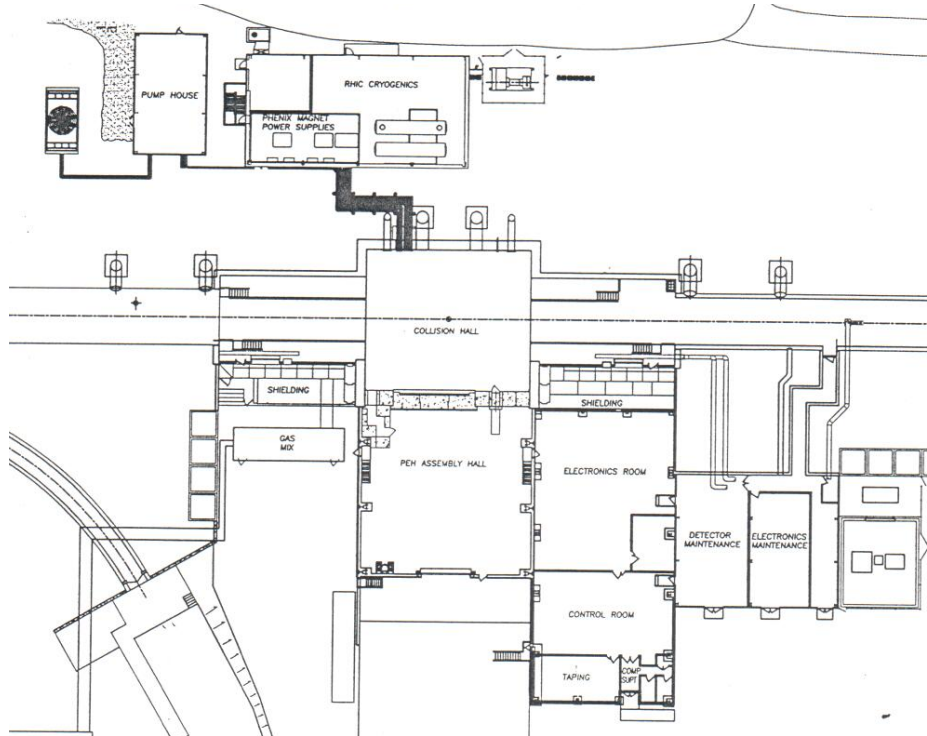 RHIC CRYOGENICS
PUMP HOUSE
PHENIX MAGNET
POWER SUPPLIES
COLLISION HALL
SHIELDING
SHIELDING
GAS
MIX
PEH ASSEMBLY HALL
ELECTRONICS ROOM
DETECTOR
MAINTENANCE
ELECTRONICS
MAINTENANCE
CONTROL ROOM
TAPING
COMP
SUPT